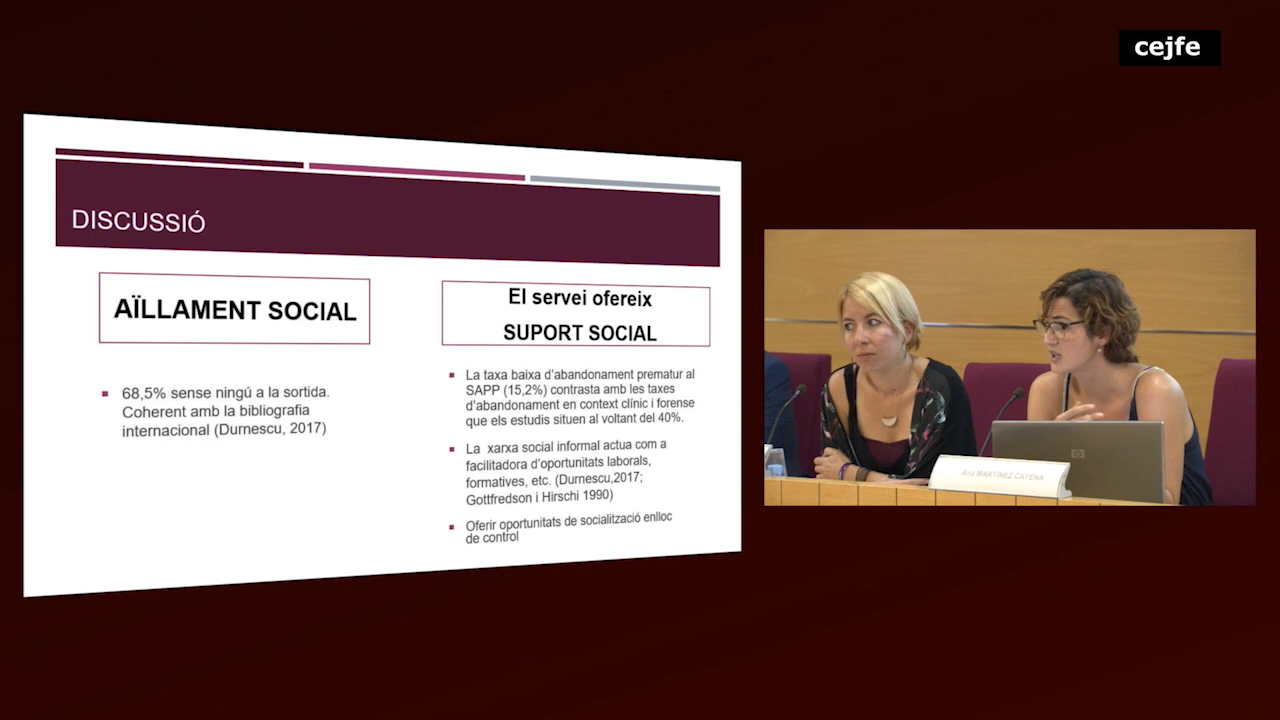 cejfe
DISCUSSIÓ
AÏLLAMENT SOCIAL
68,5% sense ningú a la sortida.
Coherent amb la bibliografia
internacional (Durnescu, 2017)
El servei ofereix
SUPORT SOCIAL
La taxa baixa d'abandonament prematur al
SAPP (15,2%) contrasta amb les taxes
d'abandonament en context clínic i forense
que els estudis situen al voltant del 40%.
La xarxa social informal actua com a
facilitadora d'oportunitats laborals,
formatives, etc. (Durnescu,2017;
Gottfredson i Hirschi 1990)
Oferir oportunitats de socialització enlloc
de control
Ana MARTÍNEZ CATENA